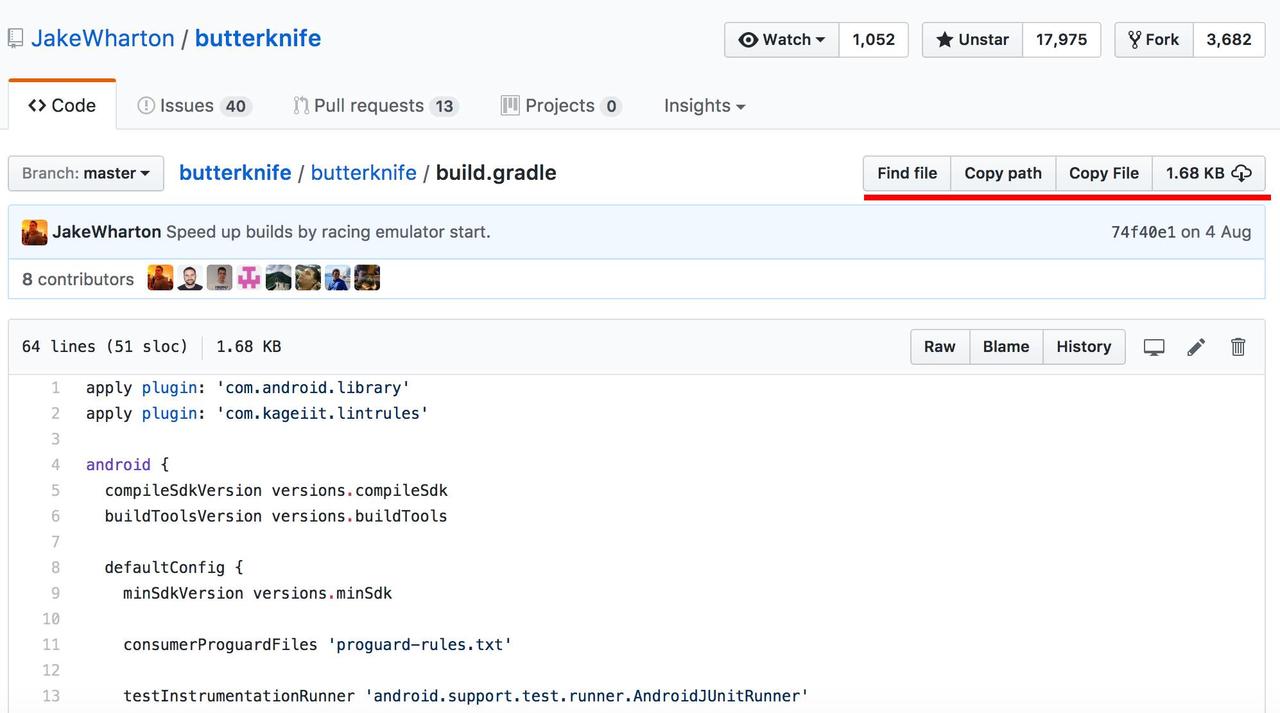 JakeWharton / butterknife
Watch 1,052 Unstar 17,975 Fork 3,682
<> Code Issues 40 Pull requests 13 Projects 0 Insights
Branch: master butterknife / butterknife / build.gradle Find file Copy path Copy File 1.68 KB
JakeWharton Speed up builds by racing emulator start. 74f40e1 on 4 Aug
8 contributors
64 lines (51 sloc) 1.68 KB Raw Blame History
1 apply plugin: 'com.android.library'
2 apply plugin: 'com.kageiit.lintrules'
3
4 android {
5 compileSdkVersion versions.compileSdk
6 buildToolsVersion versions.buildTools
7
8 defaultConfig {
9 minSdkVersion versions.minSdk
10
11 consumerProguardFiles 'proguard-rules.txt'
12
13 testInstrumentationRunner 'android.support.test.runner.AndroidJUnitRunner'